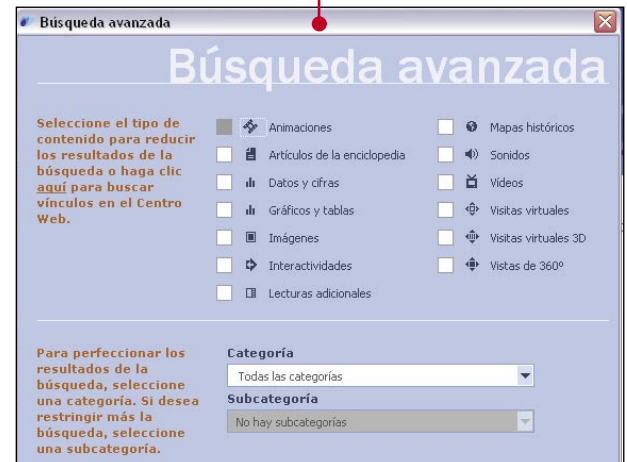 Búsqueda avanzada
Búsqueda avanzada
Seleccione el tipo de
contenido para reducir
los resultados de la
búsqueda o haga clic
aquí para buscar
vínculos en el Centro
Web.
Animaciones
Artículos de la enciclopedia
Datos y cifras
Gráficos y tablas
Imágenes
Interactividades
Lecturas adicionales
Mapas históricos
Sonidos
Vídeos
Visitas virtuales
Visitas virtuales 3D
Vistas de 360º
Para perfeccionar los
resultados de la
búsqueda, seleccione
una categoría. Si desea
restringir más la
búsqueda, seleccione
una subcategoría.
Categoría
Todas las categorías
Subcategoría
No hay subcategorías